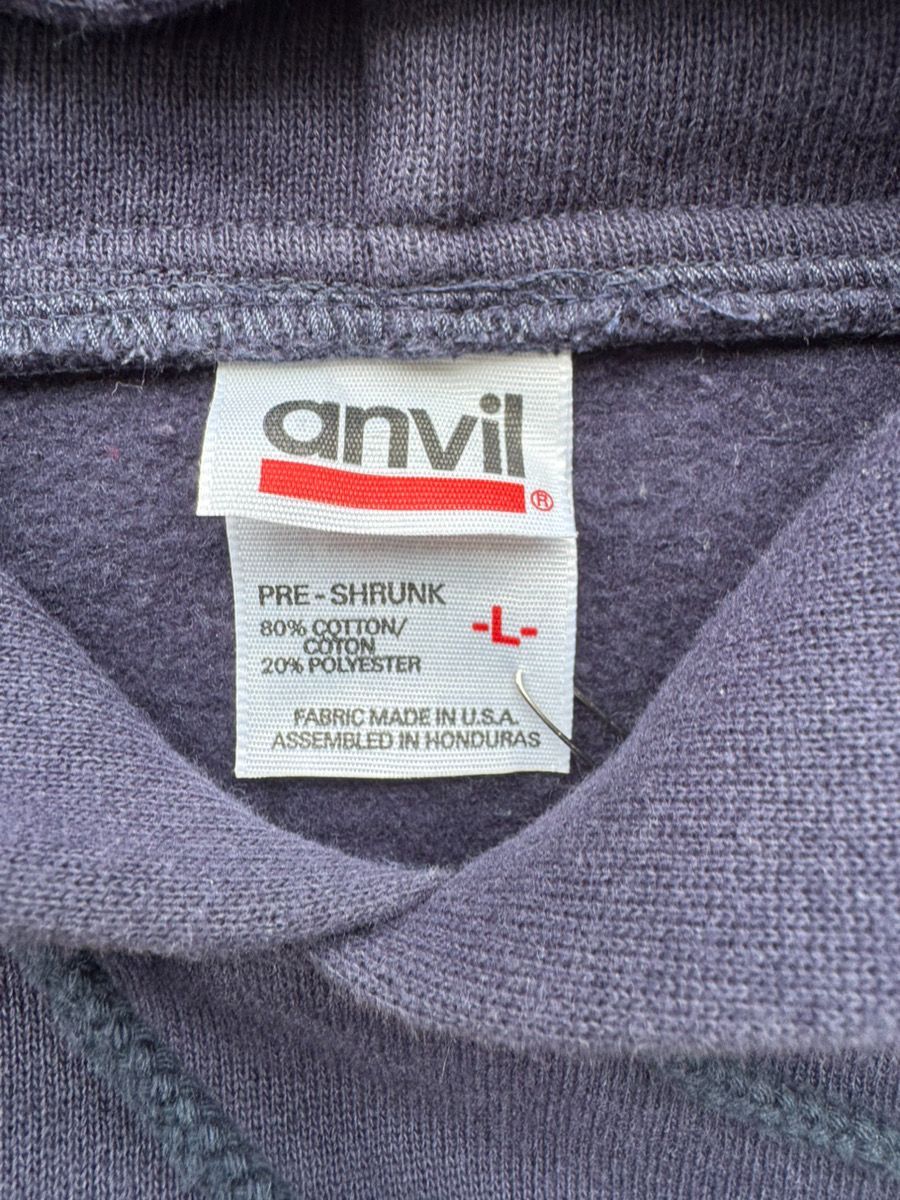 anvil®
PRE-SHRUNK
80% COTTON/
COTON
20% POLYESTER
-L-
FABRIC MADE IN U.S.A.
ASSEMBLED IN HONDURAS